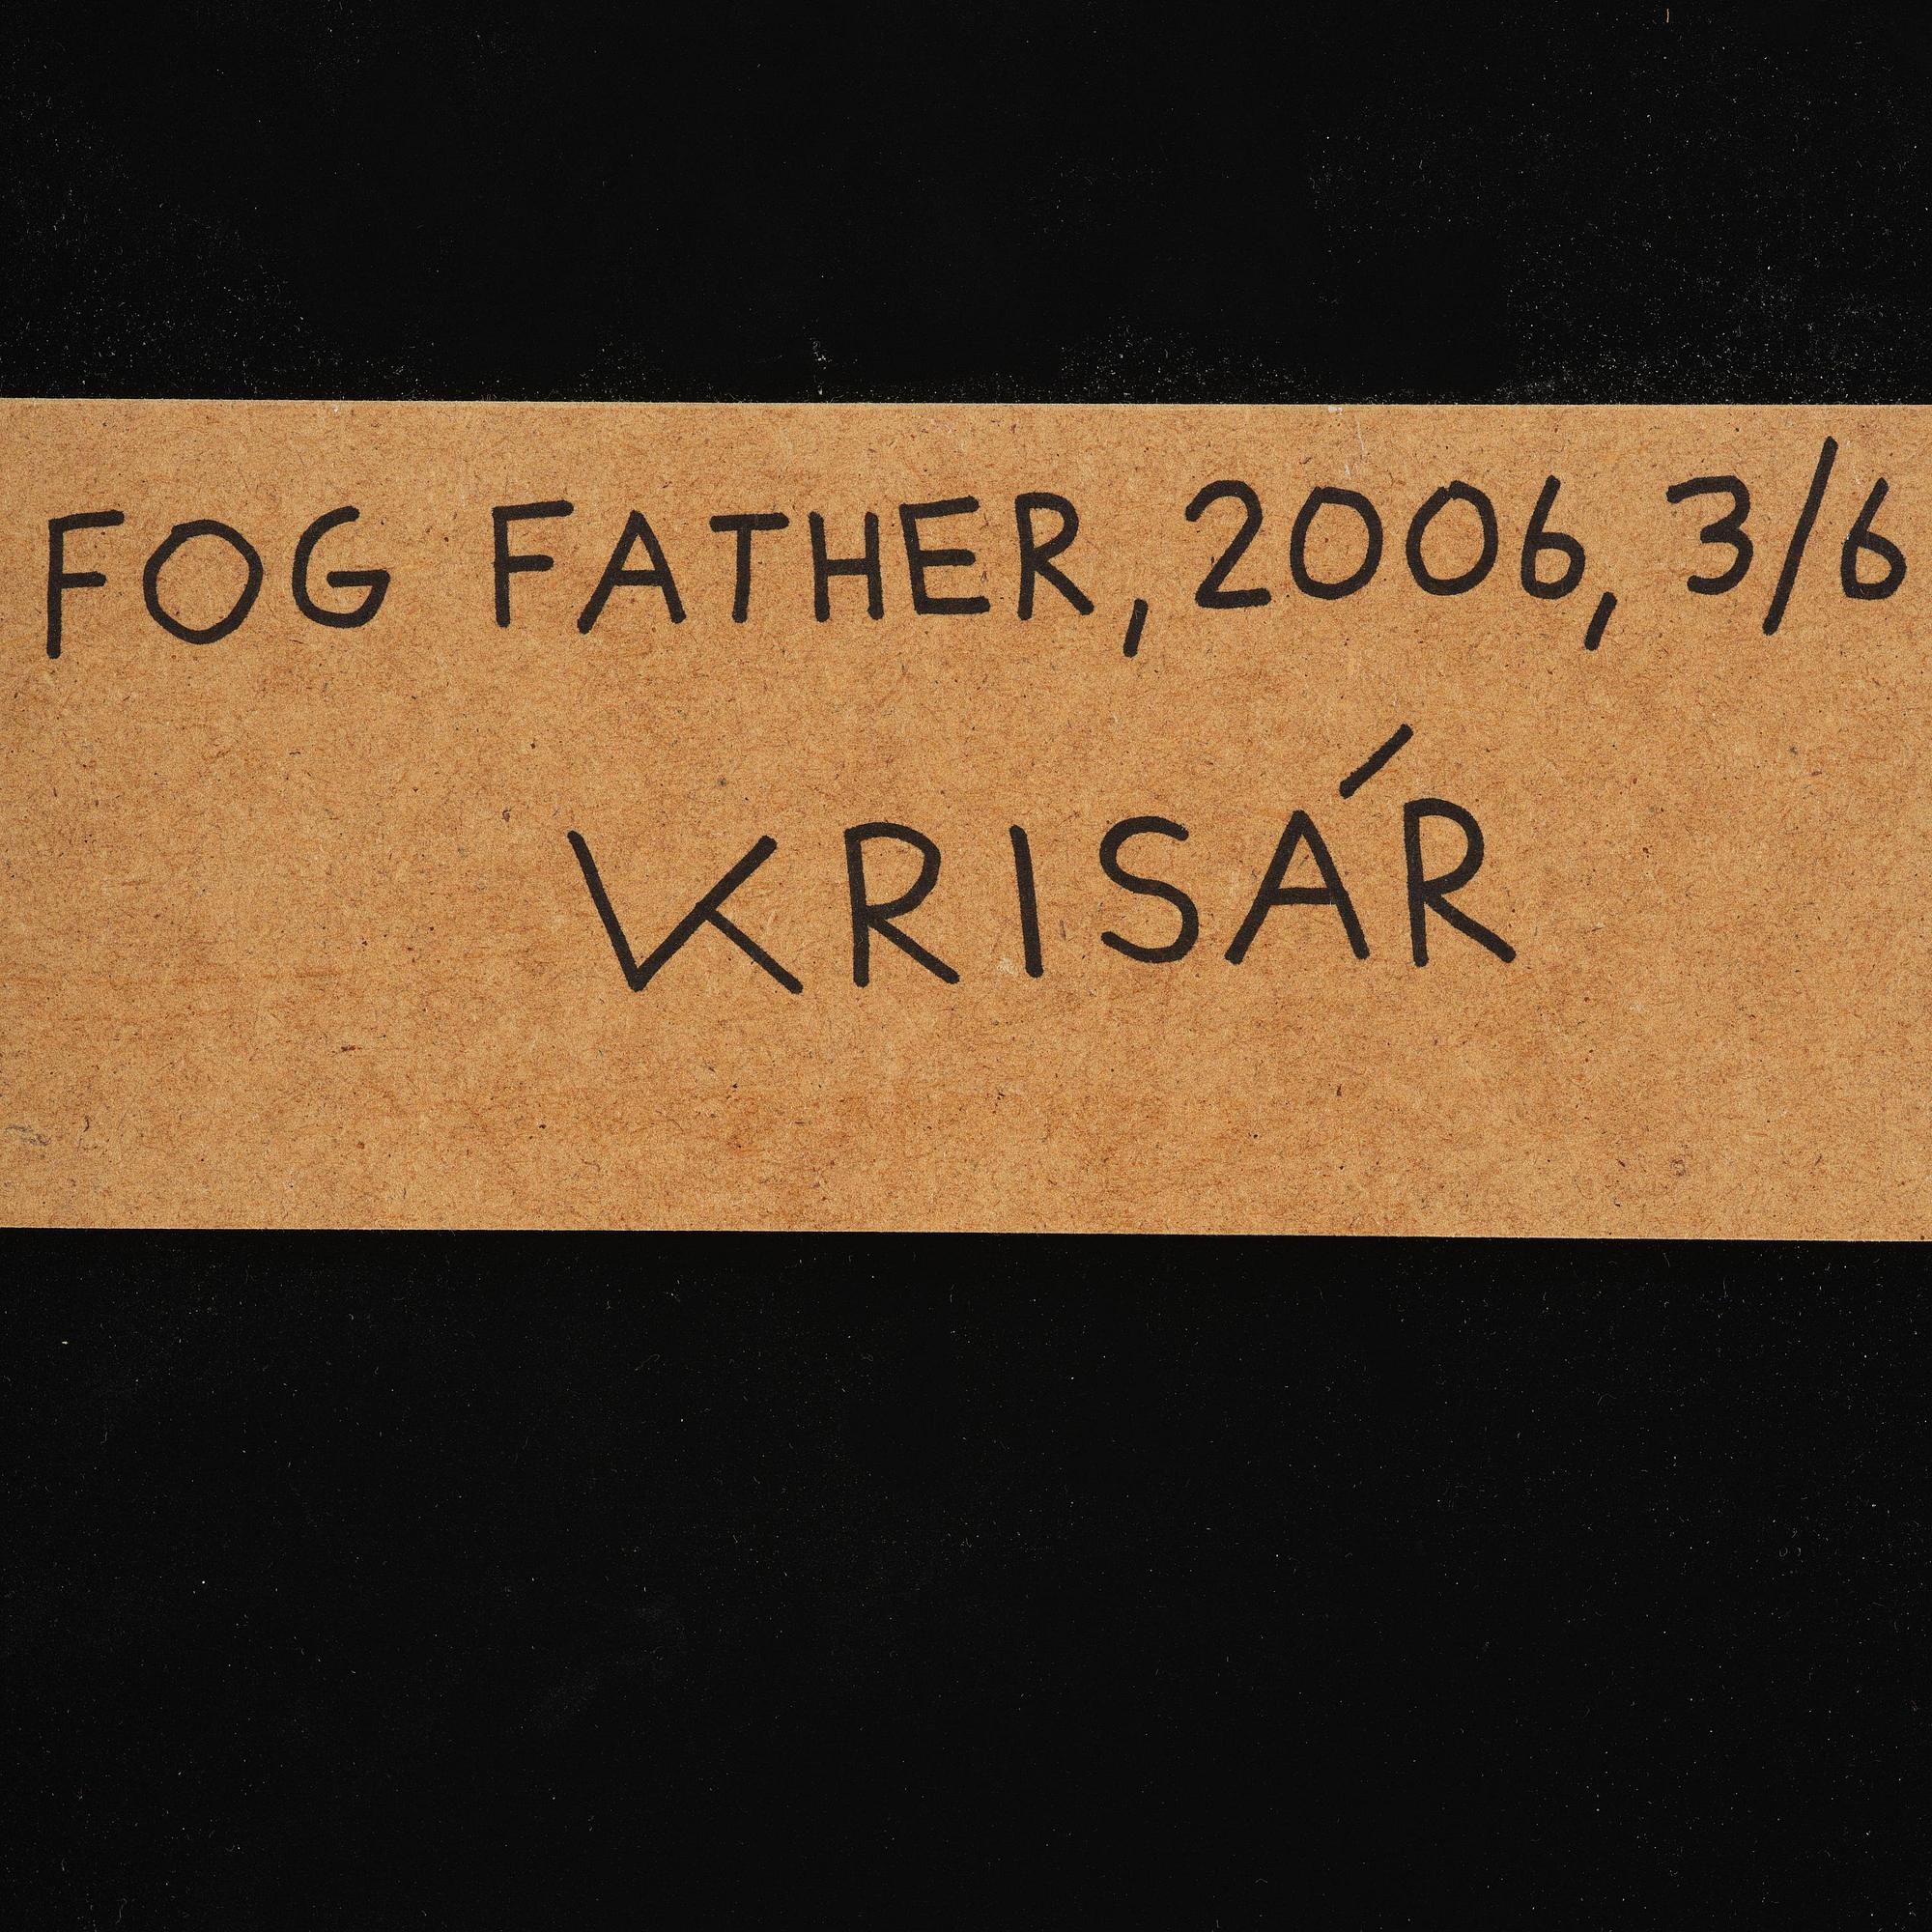 FOG FATHER, 2006, 3/6
KRISÁR